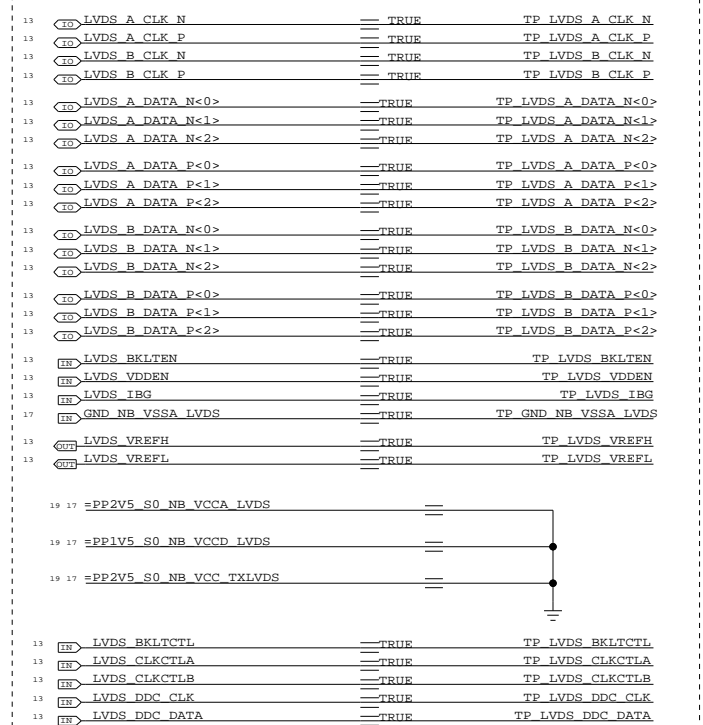 13 IO LVDS_A_CLK_N TRUE TP_LVDS_A_CLK_N
13 IO LVDS_A_CLK_P TRUE TP_LVDS_A_CLK_P
13 IO LVDS_B_CLK_N TRUE TP_LVDS_B_CLK_N
13 IO LVDS_B_CLK_P TRUE TP_LVDS_B_CLK_P
13 IO LVDS_A_DATA_N<0> TRUE TP_LVDS_A_DATA_N<0>
13 IO LVDS_A_DATA_N<1> TRUE TP_LVDS_A_DATA_N<1>
13 IO LVDS_A_DATA_N<2> TRUE TP_LVDS_A_DATA_N<2>
13 IO LVDS_A_DATA_P<0> TRUE TP_LVDS_A_DATA_P<0>
13 IO LVDS_A_DATA_P<1> TRUE TP_LVDS_A_DATA_P<1>
13 IO LVDS_A_DATA_P<2> TRUE TP_LVDS_A_DATA_P<2>
13 IO LVDS_B_DATA_N<0> TRUE TP_LVDS_B_DATA_N<0>
13 IO LVDS_B_DATA_N<1> TRUE TP_LVDS_B_DATA_N<1>
13 IO LVDS_B_DATA_N<2> TRUE TP_LVDS_B_DATA_N<2>
13 IO LVDS_B_DATA_P<0> TRUE TP_LVDS_B_DATA_P<0>
13 IO LVDS_B_DATA_P<1> TRUE TP_LVDS_B_DATA_P<1>
13 IO LVDS_B_DATA_P<2> TRUE TP_LVDS_B_DATA_P<2>
13 IN LVDS_BKLTEN TRUE TP_LVDS_BKLTEN
13 IN LVDS_VDDEN TRUE TP_LVDS_VDDEN
13 IN LVDS_IBG TRUE TP_LVDS_IBG
17 IN GND_NB_VSSA_LVDS TRUE TP_GND_NB_VSSA_LVDS
13 OUT LVDS_VREFH TRUE TP_LVDS_VREFH
13 OUT LVDS_VREFL TRUE TP_LVDS_VREFL
19 17 =PP2V5_S0_NB_VCCA_LVDS
19 17 =PP1V5_S0_NB_VCCD_LVDS
19 17 =PP2V5_S0_NB_VCC_TXLVDS
13 IN LVDS_BKLTCTL TRUE TP_LVDS_BKLTCTL
13 IN LVDS_CLKCTLA TRUE TP_LVDS_CLKCTLA
13 IN LVDS_CLKCTLB TRUE TP_LVDS_CLKCTLB
13 IN LVDS_DDC_CLK TRUE TP_LVDS_DDC_CLK
13 IN LVDS_DDC_DATA TRUE TP_LVDS_DDC_DATA